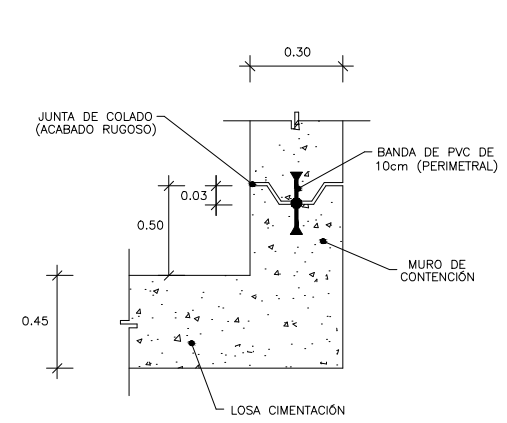 0.30
JUNTA DE COLADO
(ACABADO RUGOSO)
BANDA DE PVC DE
10cm (PERIMETRAL)
0.03
0.50
MURO DE
CONTENCIÓN
0.45
LOSA CIMENTACIÓN